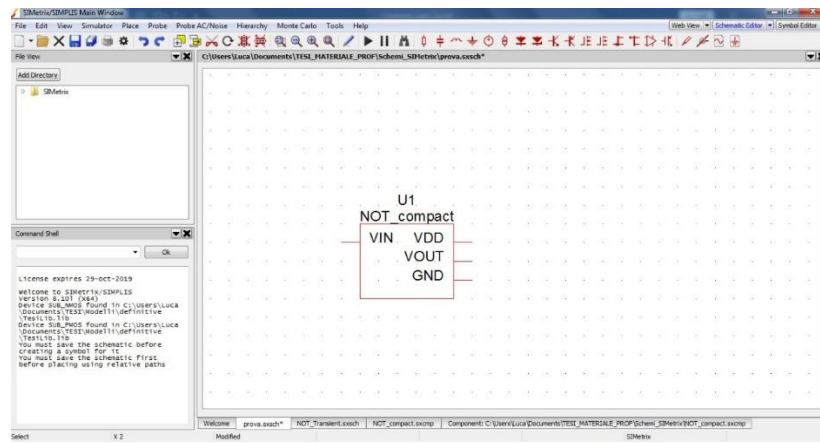 SIMetrix/SIMPLIS Main Window
File Edit View Simulator Place Probe Probe AC/Noise Hierarchy Monte Carlo Tools Help
Web View Schematic Editor Symbol Editor
File View
C:\Users\Luca\Documents\TESI_MATERIALE_PROF\Schemi_SIMetrix\prova.sxsch*
Add Directory
SIMetrix
U1
NOT_compact
VIN VDD
VOUT
GND
Command Shell
Ok
License expires 29-oct-2019
Welcome to SIMetrix/SIMPLIS
Version 8.10l (x64)
Device SUB_NMOS found in C:\Users\Luca
\Documents\TESI\Modelli\definitive
\TesiLib.lib
Device SUB_PMOS found in C:\Users\Luca
\Documents\TESI\Modelli\definitive
\TesiLib.lib
You must save the schematic before
creating a symbol for it
You must save the schematic first
before placing using relative paths
Welcome prova.sxsch* NOT_Transient.sxsch NOT_compact.sxcmp Component: C:\Users\Luca\Documents\TESI_MATERIALE_PROF\Schemi_SIMetrix\NOT_compact.sxcmp
Select X 2 Modified SIMetrix